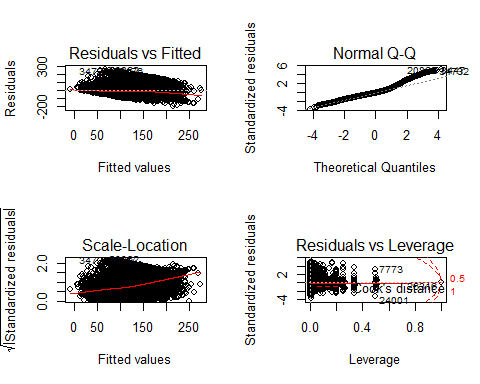 Residuals vs Fitted
Residuals
-200
300
0
50
150
250
Fitted values
Normal Q-Q
Standardized residuals
-4
2
6
-4
-2
0
2
4
Theoretical Quantiles
Scale-Location
√|Standardized residuals|
0.0
2.0
0
50
150
250
Fitted values
Residuals vs Leverage
Standardized residuals
-4
2
7773
24001
Cook's distance
0.5
1
0.0
0.2
0.4
0.6
0.8
Leverage